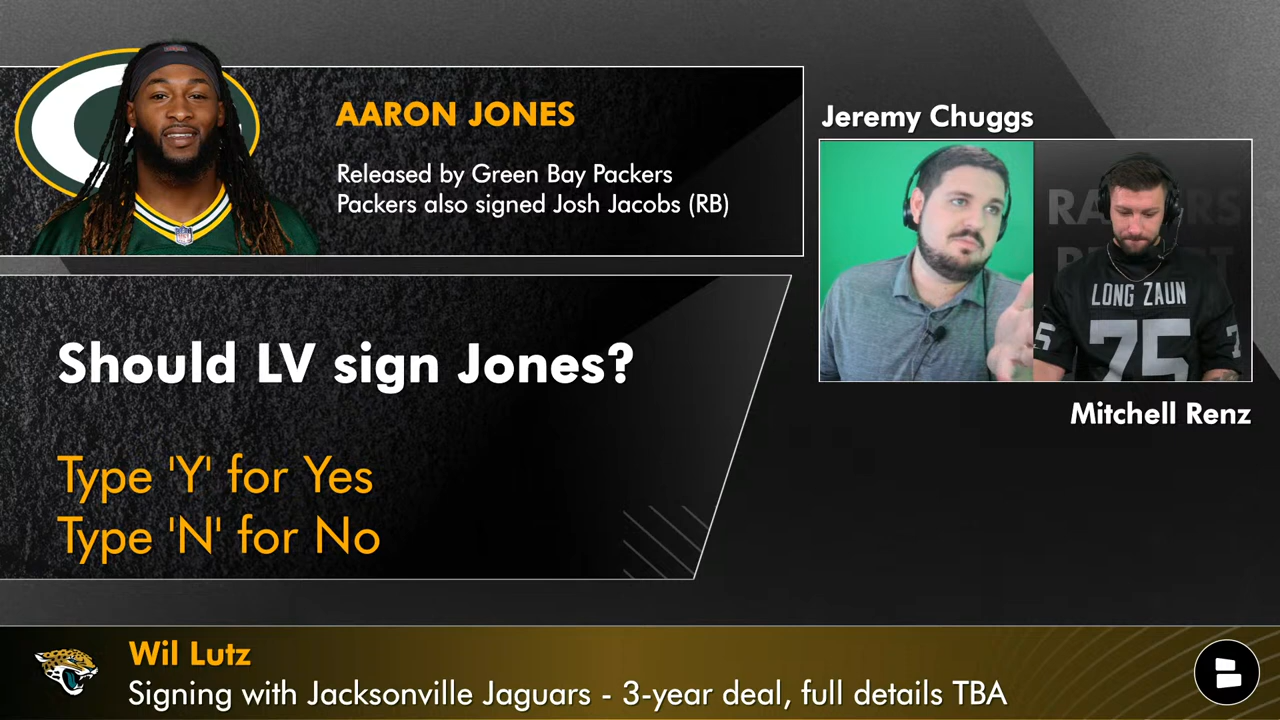 AARON JONES
Released by Green Bay Packers
Packers also signed Josh Jacobs (RB)
Jeremy Chuggs
LONG ZAUN
75
Mitchell Renz
Should LV sign Jones?
Type 'Y' for Yes
Type 'N' for No
Wil Lutz
Signing with Jacksonville Jaguars - 3-year deal, full details TBA